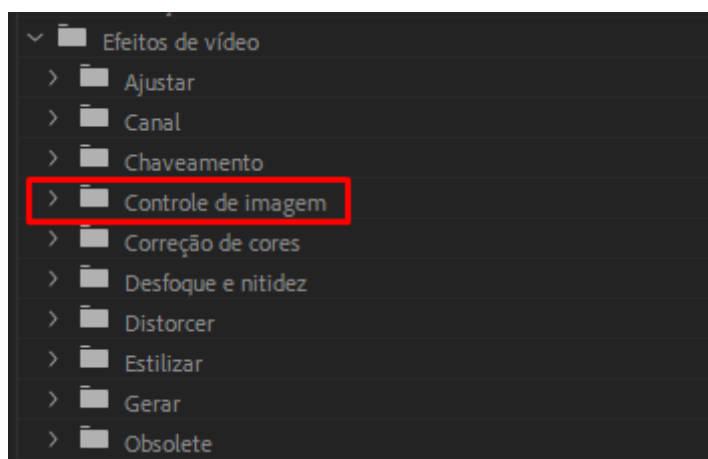 Efeitos de vídeo
Ajustar
Canal
Chaveamento
Controle de imagem
Correção de cores
Desfoque e nitidez
Distorcer
Estilizar
Gerar
Obsolete